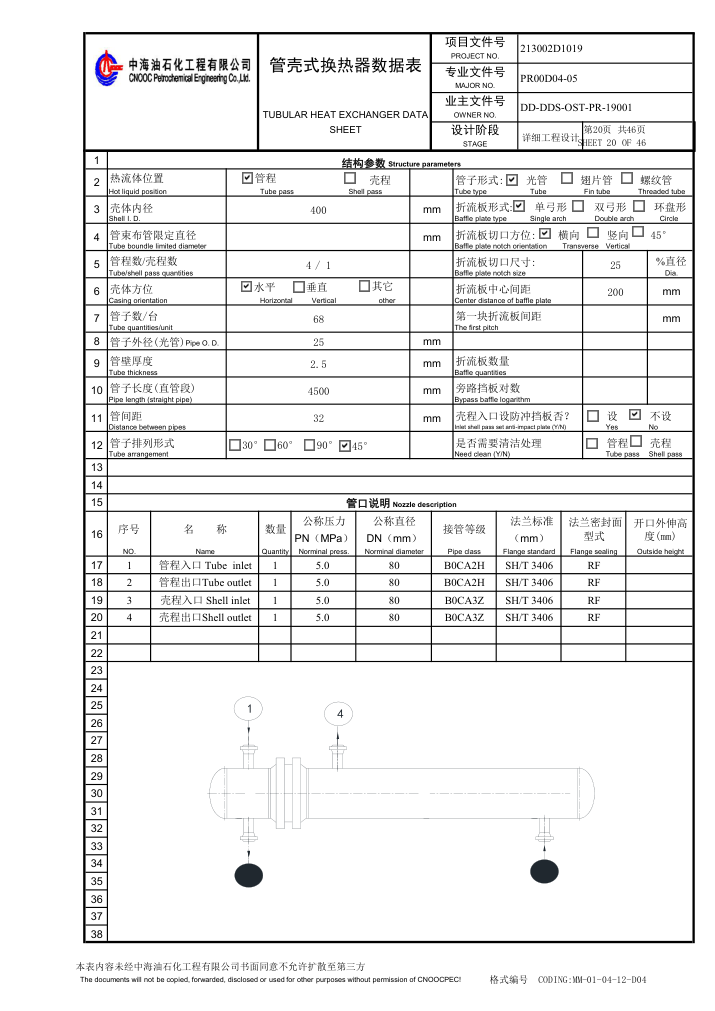 中海油石化工程有限公司
CNOOC Petrochemical Engineering Co.,Ltd.
管壳式换热器数据表
TUBULAR HEAT EXCHANGER DATA
SHEET
项目文件号 213002D1019
PROJECT NO.
专业文件号 PR00D04-05
MAJOR NO.
业主文件号 DD-DDS-OST-PR-19001
OWNER NO.
设计阶段 详细工程设计 第20页 共46页
STAGE SHEET 20 OF 46
1 结构参数 Structure parameters
2 热流体位置 管程 壳程 管子形式: 光管 翅片管 螺纹管
Hot liquid position Tube pass Shell pass Tube type Tube Fin tube Threaded tube
3 壳体内径 400 mm 折流板形式: 单弓形 双弓形 环盘形
Shell I. D. Baffle plate type Single arch Double arch Circle
4 管束布管限定直径 mm 折流板切口方位: 横向 竖向 45°
Tube boundle limited diameter Baffle plate notch orientation Transverse Vertical
5 管程数/壳程数 4 / 1 折流板切口尺寸: 25 %直径
Tube/shell pass quantities Baffle plate notch size Dia.
6 壳体方位 水平 垂直 其它 折流板中心间距 200 mm
Casing orientation Horizontal Vertical other Center distance of baffle plate
7 管子数/台 68 第一块折流板间距 mm
Tube quantities/unit The first pitch
8 管子外径(光管) Pipe O. D. 25 mm
9 管壁厚度 2.5 mm 折流板数量
Tube thickness Baffle quantities
10 管子长度(直管段) 4500 mm 旁路挡板对数
Pipe length (straight pipe) Bypass baffle logarithm
11 管间距 32 mm 壳程入口设防冲挡板否? 设 不设
Distance between pipes Inlet shell pass set anti-impact plate (Y/N) Yes No
12 管子排列形式 30° 60° 90° 45° 是否需要清洁处理 管程 壳程
Tube arrangement Need clean (Y/N) Tube pass Shell pass
13
14
15 管口说明 Nozzle description
16 序号 名 称 数量 公称压力 公称直径 接管等级 法兰标准 法兰密封面 开口外伸高
PN（MPa） DN（mm） （mm） 型式 度(mm)
NO. Name Quantity Norminal press. Norminal diameter Pipe class Flange standard Flange sealing Outside height
17 1 管程入口 Tube inlet 1 5.0 80 B0CA2H SH/T 3406 RF
18 2 管程出口Tube outlet 1 5.0 80 B0CA2H SH/T 3406 RF
19 3 壳程入口 Shell inlet 1 5.0 80 B0CA3Z SH/T 3406 RF
20 4 壳程出口Shell outlet 1 5.0 80 B0CA3Z SH/T 3406 RF
21
22
23
24
25
26
27
28
29
30
31
32
33
34
35
36
37
38
1
4
本表内容未经中海油石化工程有限公司书面同意不允许扩散至第三方
The documents will not be copied, forwarded, disclosed or used for other purposes without permission of CNOOCPEC! 格式编号 CODING:MM-01-04-12-D04